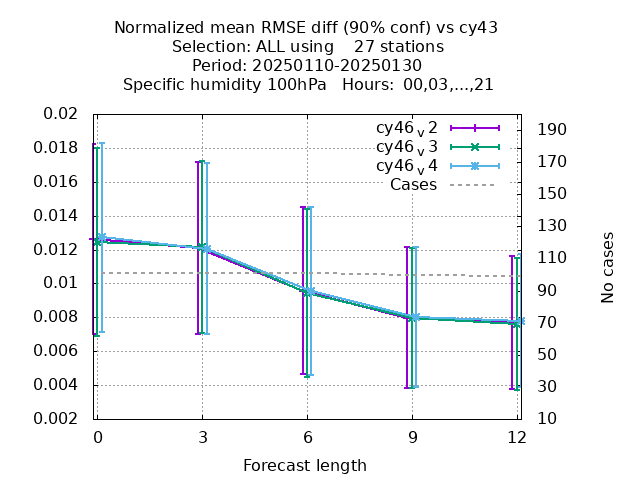 Normalized mean RMSE diff (90% conf) vs cy43
Selection: ALL using    27 stations
Period: 20250110-20250130
Specific humidity 100hPa   Hours: 00,03,...,21
0.02
0.018
0.016
0.014
0.012
0.01
0.008
0.006
0.004
0.002
190
170
150
130
110
90
70
50
30
10
cy46v2
cy46v3
cy46v4
Cases
No cases
0 3 6 9 12
Forecast length